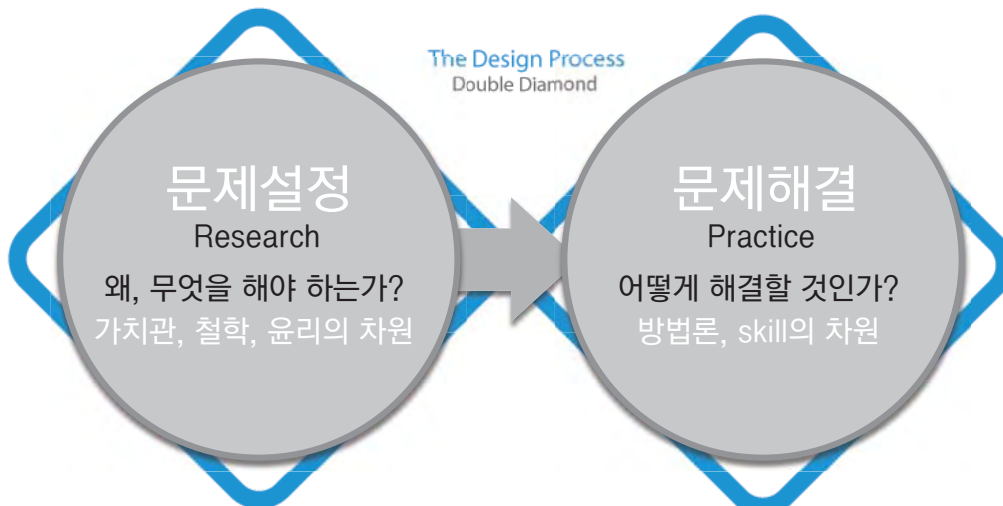 The Design Process
Double Diamond
문제설정
Research
왜, 무엇을 해야 하는가?
가치관, 철학, 윤리의 차원
문제해결
Practice
어떻게 해결할 것인가?
방법론, skill의 차원